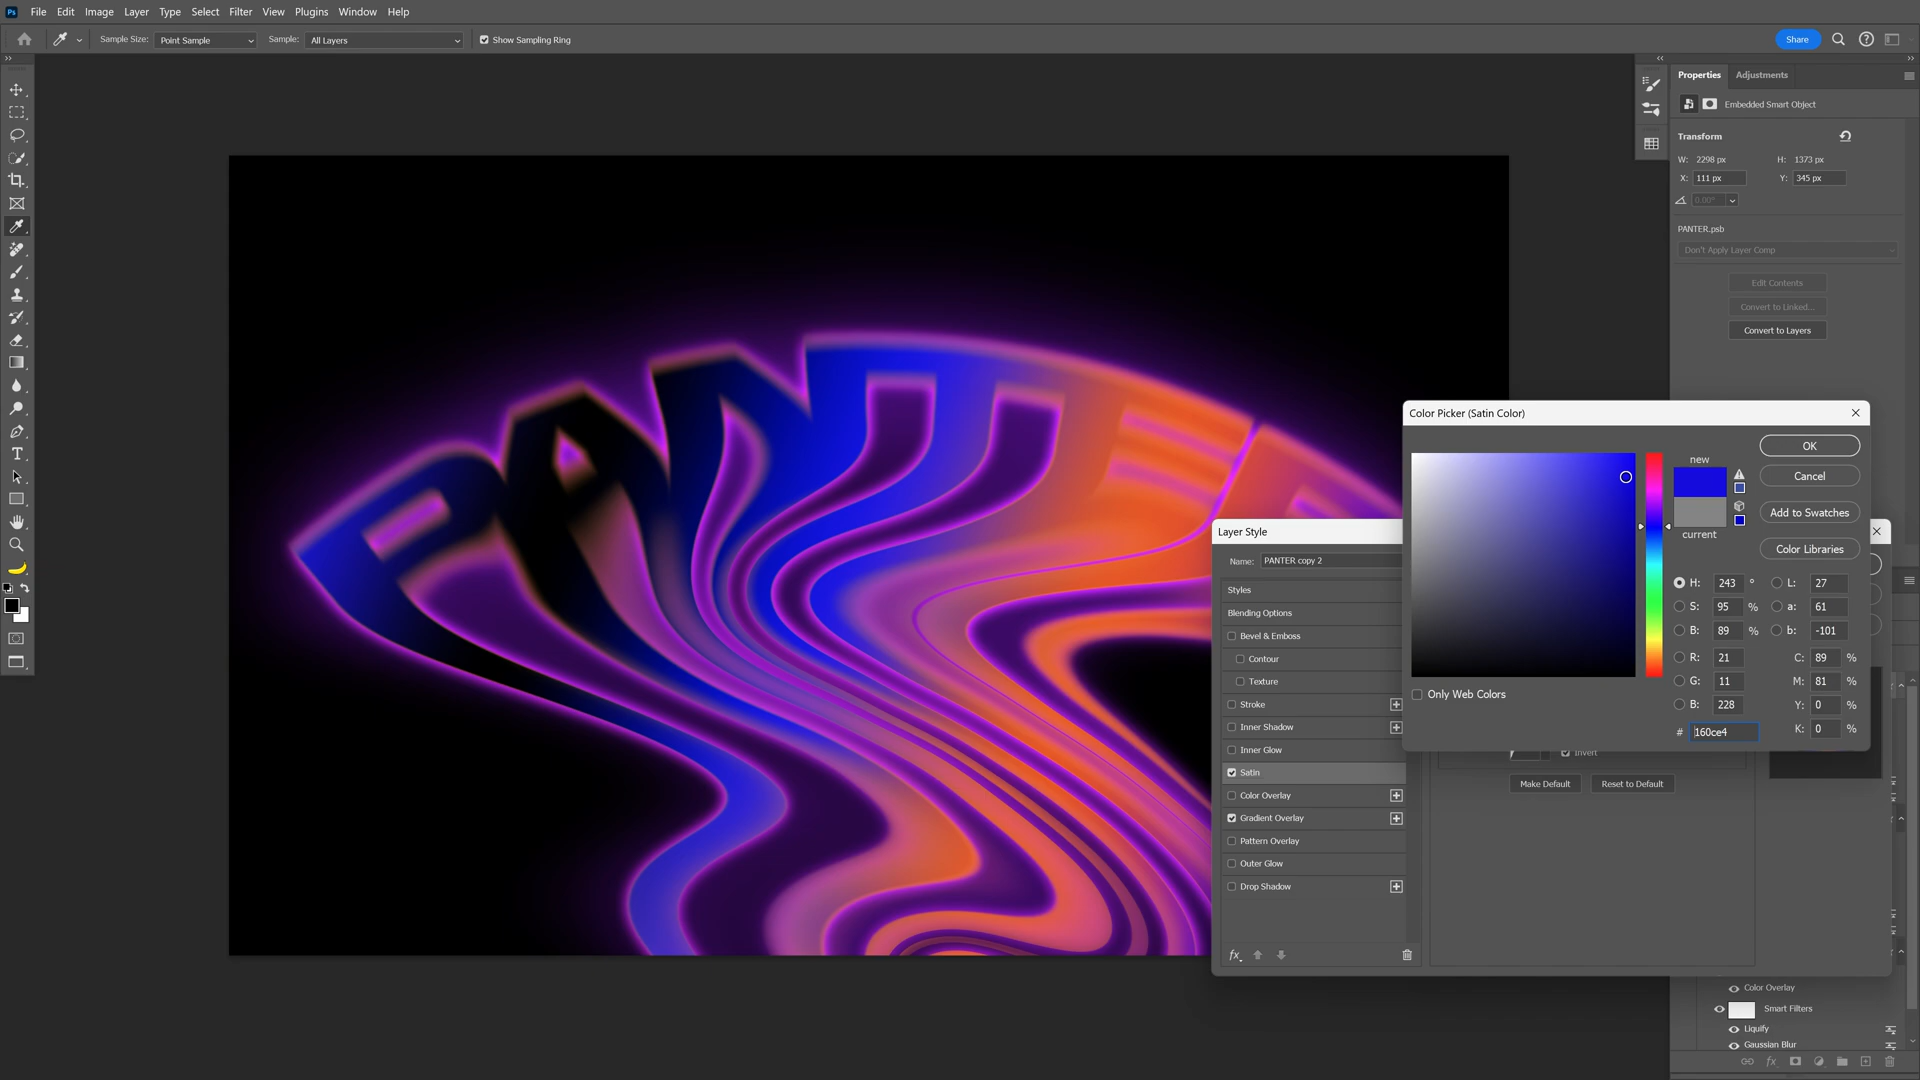 Ps File Edit Image Layer Type Select Filter View Plugins Window Help
Sample Size: Point Sample Sample: All Layers Show Sampling Ring Share
Properties Adjustments
Embedded Smart Object
Transform
W: 2298 px H: 1373 px
X: 111 px Y: 345 px
0.00°
PANTER.psb
Don't Apply Layer Comp
Edit Contents
Convert to Linked...
Convert to Layers
PANTE
Color Picker (Satin Color)
new
current
OK
Cancel
Add to Swatches
Color Libraries
H: 243 ° L: 27
S: 95 % a: 61
B: 89 % b: -101
R: 21 C: 89 %
G: 11 M: 81 %
B: 228 Y: 0 %
# 160ce4 K: 0 %
Only Web Colors
Layer Style
Name: PANTER copy 2
Styles
Blending Options
Bevel & Emboss
Contour
Texture
Stroke
Inner Shadow
Inner Glow
Satin
Color Overlay
Gradient Overlay
Pattern Overlay
Outer Glow
Drop Shadow
fx
Invert
Make Default Reset to Default
Color Overlay
Smart Filters
Liquify
Gaussian Blur
fx